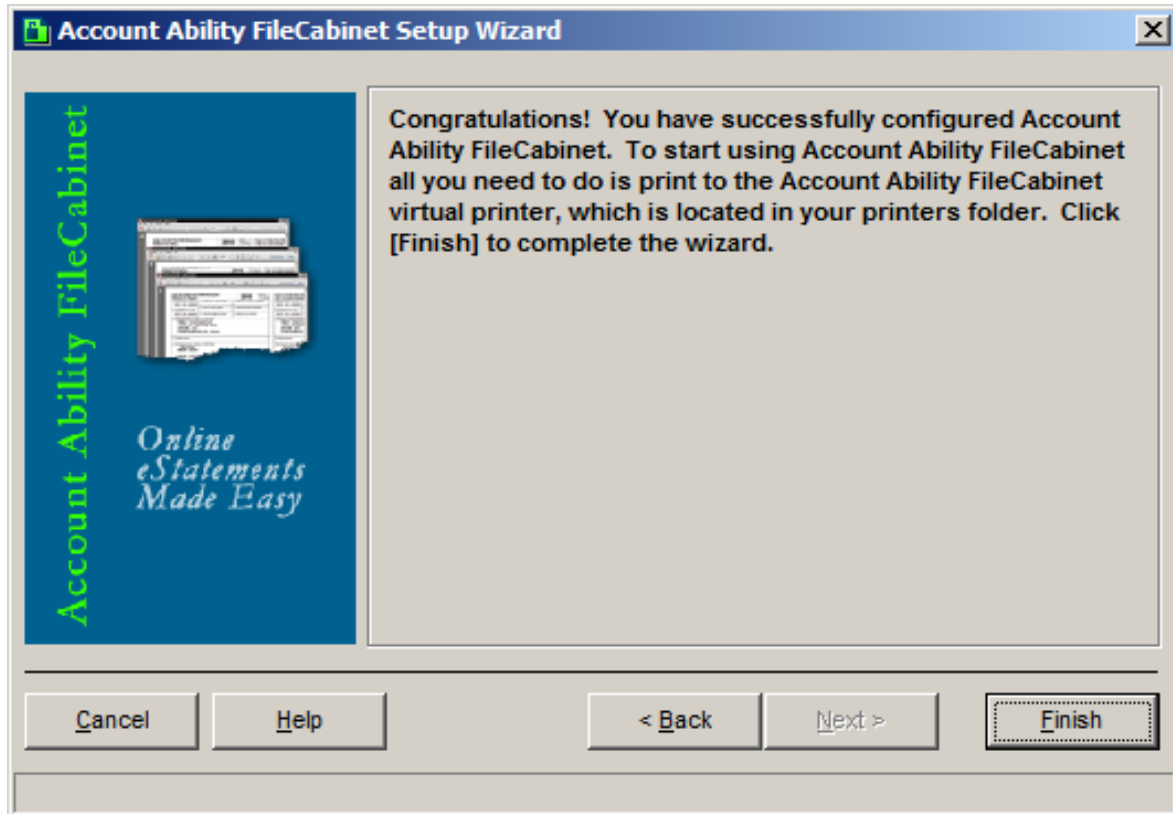 Account Ability FileCabinet Setup Wizard
Account Ability FileCabinet
Online
eStatements
Made Easy
Congratulations!  You have successfully configured Account
Ability FileCabinet.  To start using Account Ability FileCabinet
all you need to do is print to the Account Ability FileCabinet
virtual printer, which is located in your printers folder.  Click
[Finish] to complete the wizard.
Cancel
Help
< Back
Next >
Finish